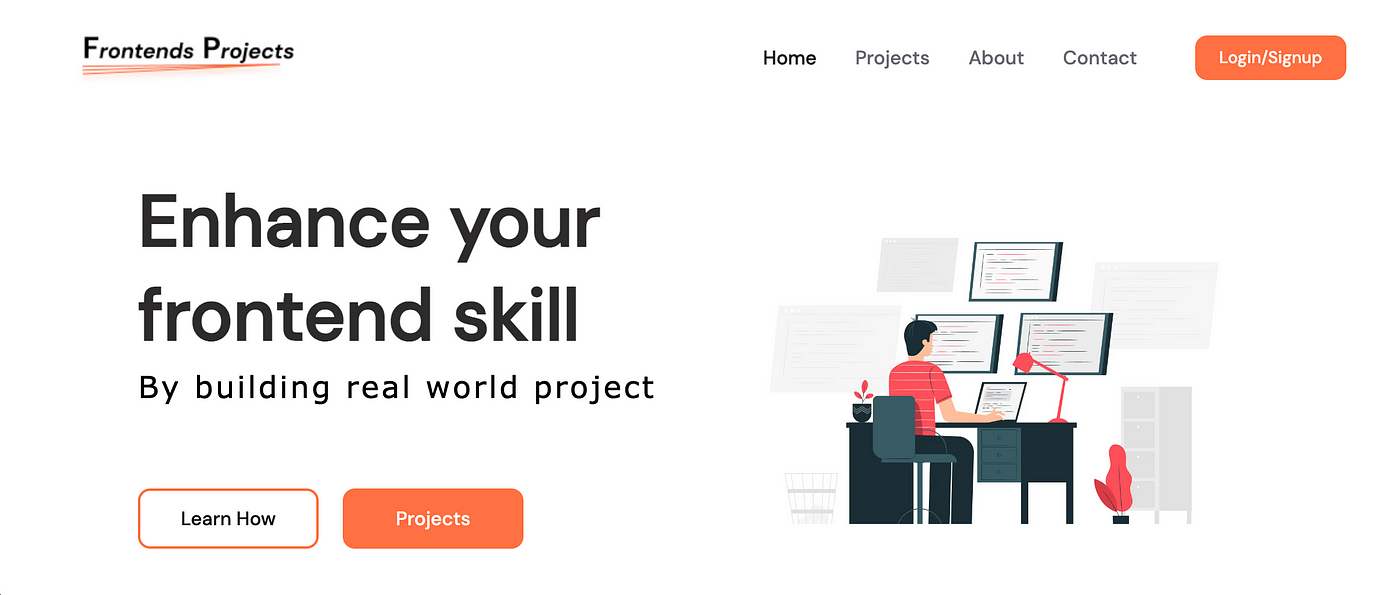 Frontends Projects
Home Projects About Contact Login/Signup
Enhance your
frontend skill
By building real world project
Learn How Projects